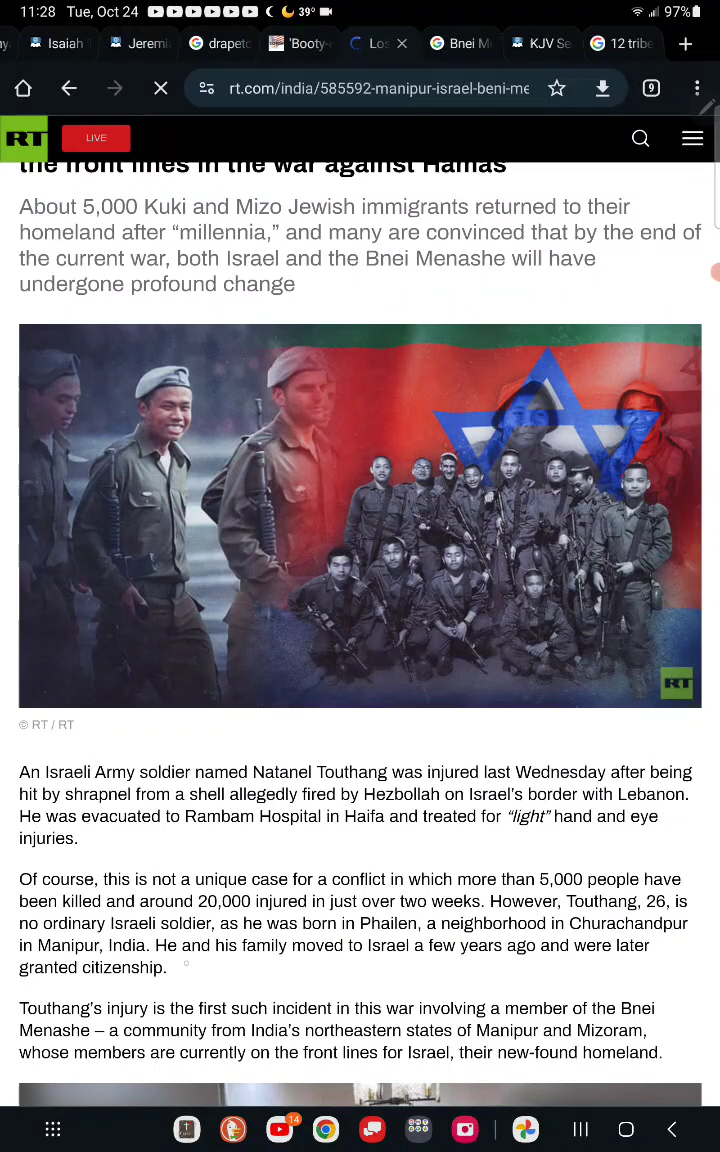 11:28 Tue, Oct 24 39° 97%
Isaiah Jeremi drapeto 'Booty- Los Bnei M KJV Se 12 tribe
rt.com/india/585592-manipur-israel-beni-me 9
RT LIVE
the front lines in the war against Hamas
About 5,000 Kuki and Mizo Jewish immigrants returned to their
homeland after “millennia,” and many are convinced that by the end of
the current war, both Israel and the Bnei Menashe will have
undergone profound change
RT
© RT / RT
An Israeli Army soldier named Natanel Touthang was injured last Wednesday after being
hit by shrapnel from a shell allegedly fired by Hezbollah on Israel’s border with Lebanon.
He was evacuated to Rambam Hospital in Haifa and treated for “light” hand and eye
injuries.
Of course, this is not a unique case for a conflict in which more than 5,000 people have
been killed and around 20,000 injured in just over two weeks. However, Touthang, 26, is
no ordinary Israeli soldier, as he was born in Phailen, a neighborhood in Churachandpur
in Manipur, India. He and his family moved to Israel a few years ago and were later
granted citizenship.
Touthang’s injury is the first such incident in this war involving a member of the Bnei
Menashe – a community from India’s northeastern states of Manipur and Mizoram,
whose members are currently on the front lines for Israel, their new-found homeland.
14